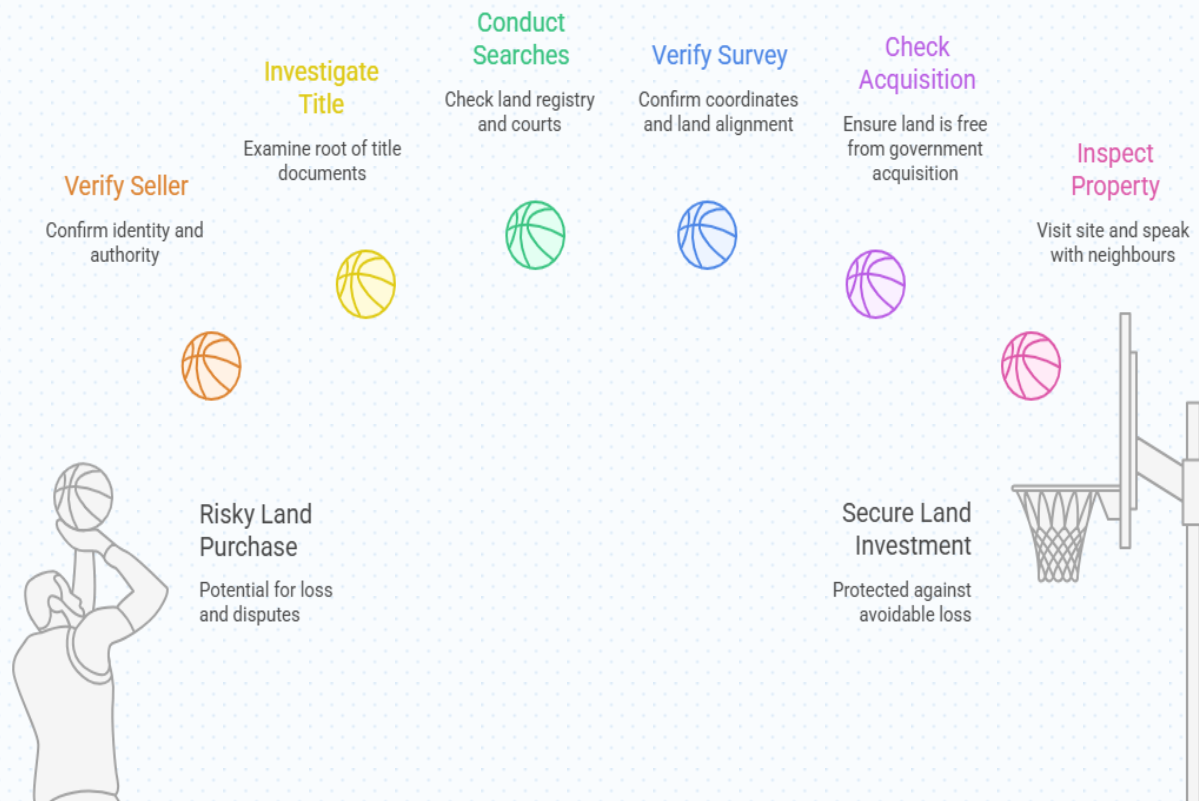 Verify Seller
Confirm identity and
authority
Investigate
Title
Examine root of title
documents
Conduct
Searches
Check land registry
and courts
Verify Survey
Confirm coordinates
and land alignment
Check
Acquisition
Ensure land is free
from government
acquisition
Inspect
Property
Visit site and speak
with neighbours
Risky Land
Purchase
Potential for loss
and disputes
Secure Land
Investment
Protected against
avoidable loss